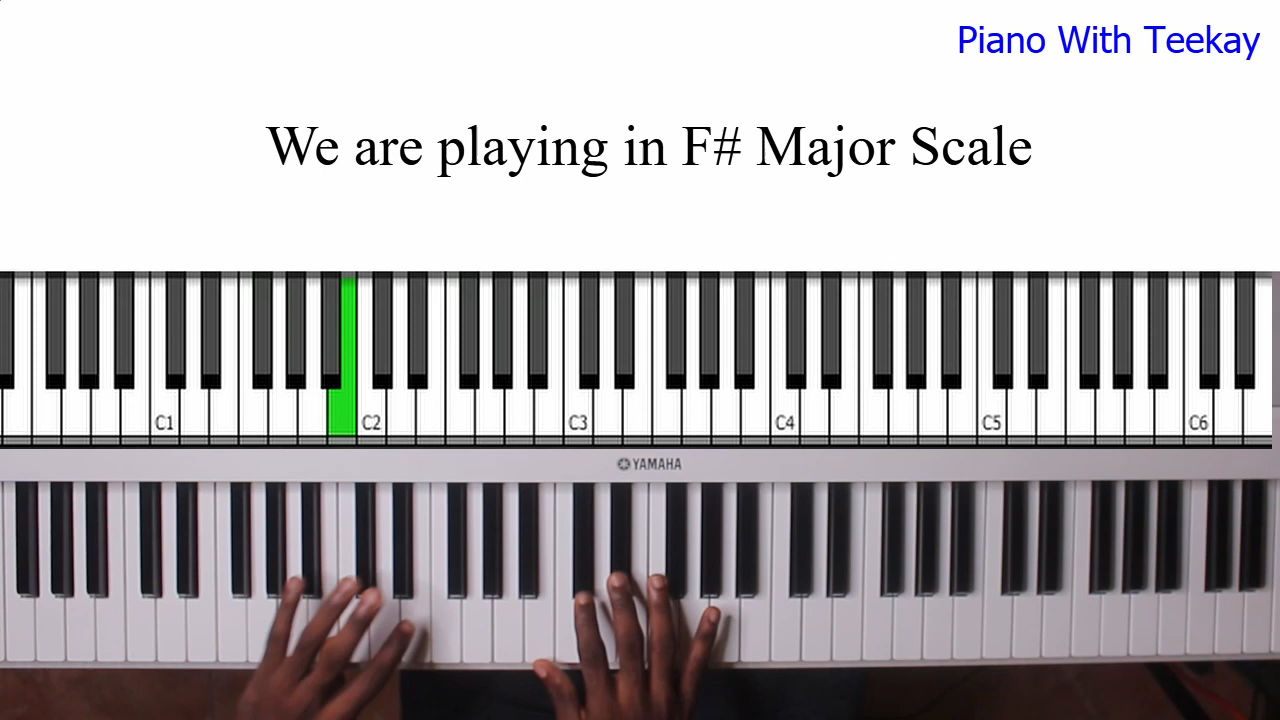 Piano With Teekay
We are playing in F# Major Scale
C1 C2 C3 C4 C5 C6
YAMAHA